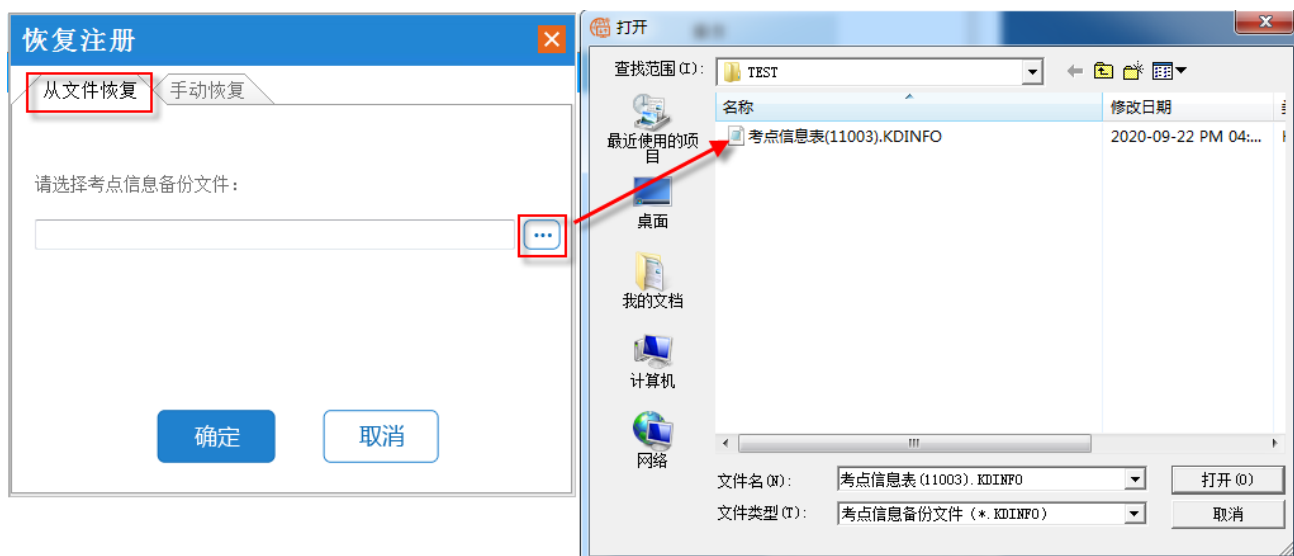 恢复注册
从文件恢复
手动恢复
请选择考点信息备份文件：
...
确定
取消
打开
查找范围(I):
TEST
名称
修改日期
最近使用的项目
考点信息表(11003).KDINFO
2020-09-22 PM 04:...
桌面
我的文档
计算机
网络
文件名(N):
考点信息表(11003).KDINFO
打开(O)
文件类型(T):
考点信息备份文件 (*.KDINFO)
取消